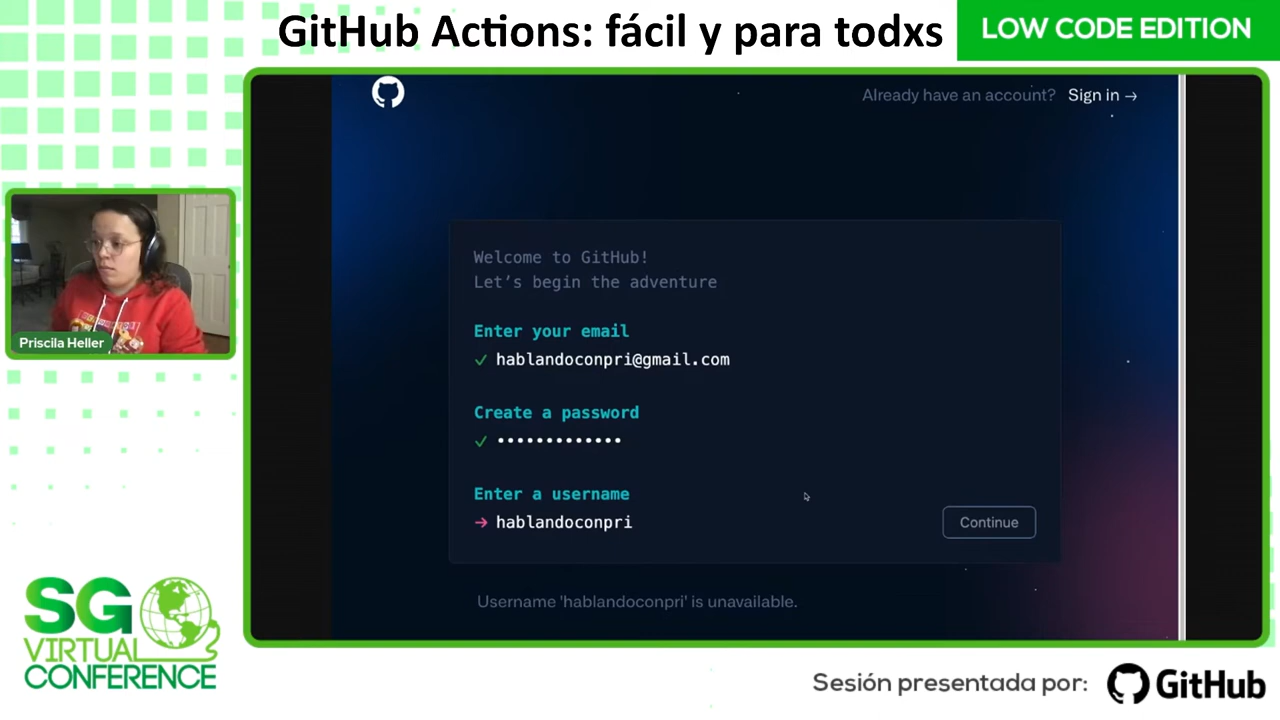 GitHub Actions: fácil y para todxs
LOW CODE EDITION
Already have an account? Sign in →
Welcome to GitHub!
Let's begin the adventure
Enter your email
✓ hablandoconpri@gmail.com
Create a password
✓ •••••••••••••
Enter a username
→ hablandoconpri
Continue
Username 'hablandoconpri' is unavailable.
Priscila Heller
SG
VIRTUAL
CONFERENCE
Sesión presentada por: GitHub